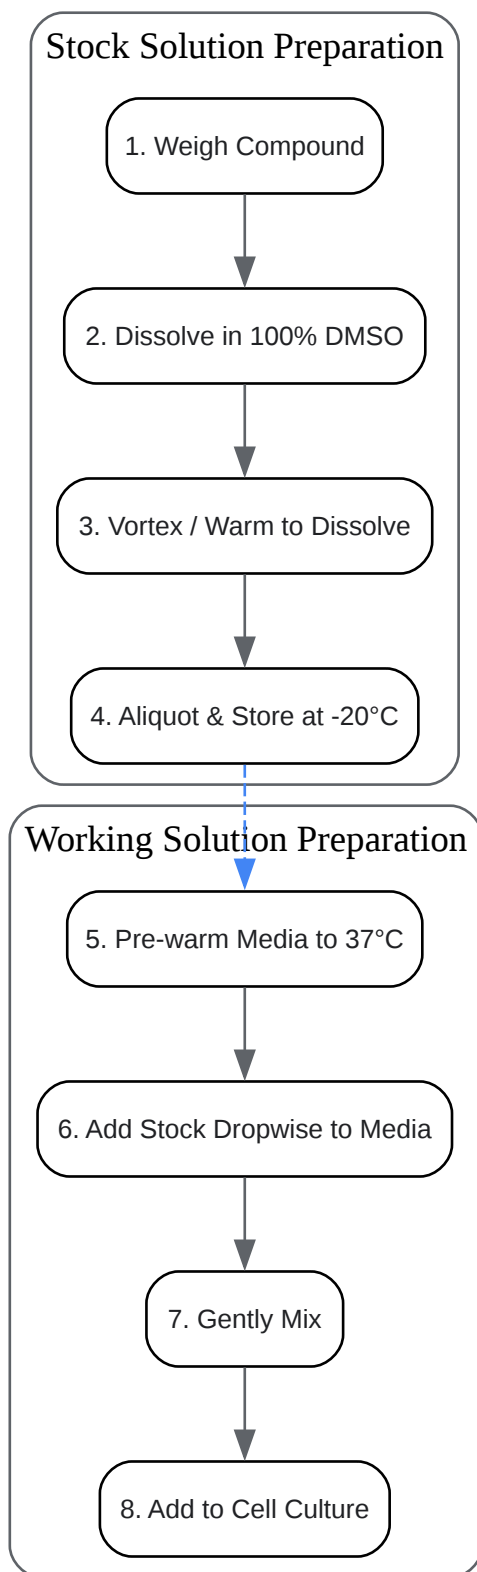 Stock Solution Preparation
1. Weigh Compound
2. Dissolve in 100% DMSO
3. Vortex / Warm to Dissolve
4. Aliquot & Store at -20°C
Working Solution Preparation
5. Pre-warm Media to 37°C
6. Add Stock Dropwise to Media
7. Gently Mix
8. Add to Cell Culture